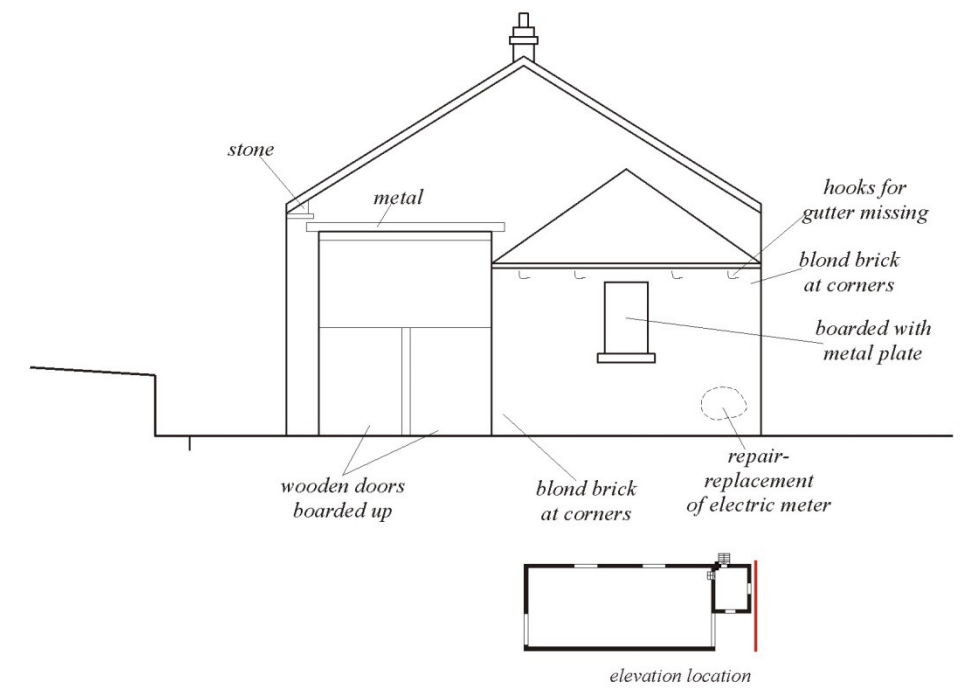 stone
metal
hooks for
gutter missing
blond brick
at corners
boarded with
metal plate
wooden doors
boarded up
blond brick
at corners
repair-
replacement
of electric meter
elevation location